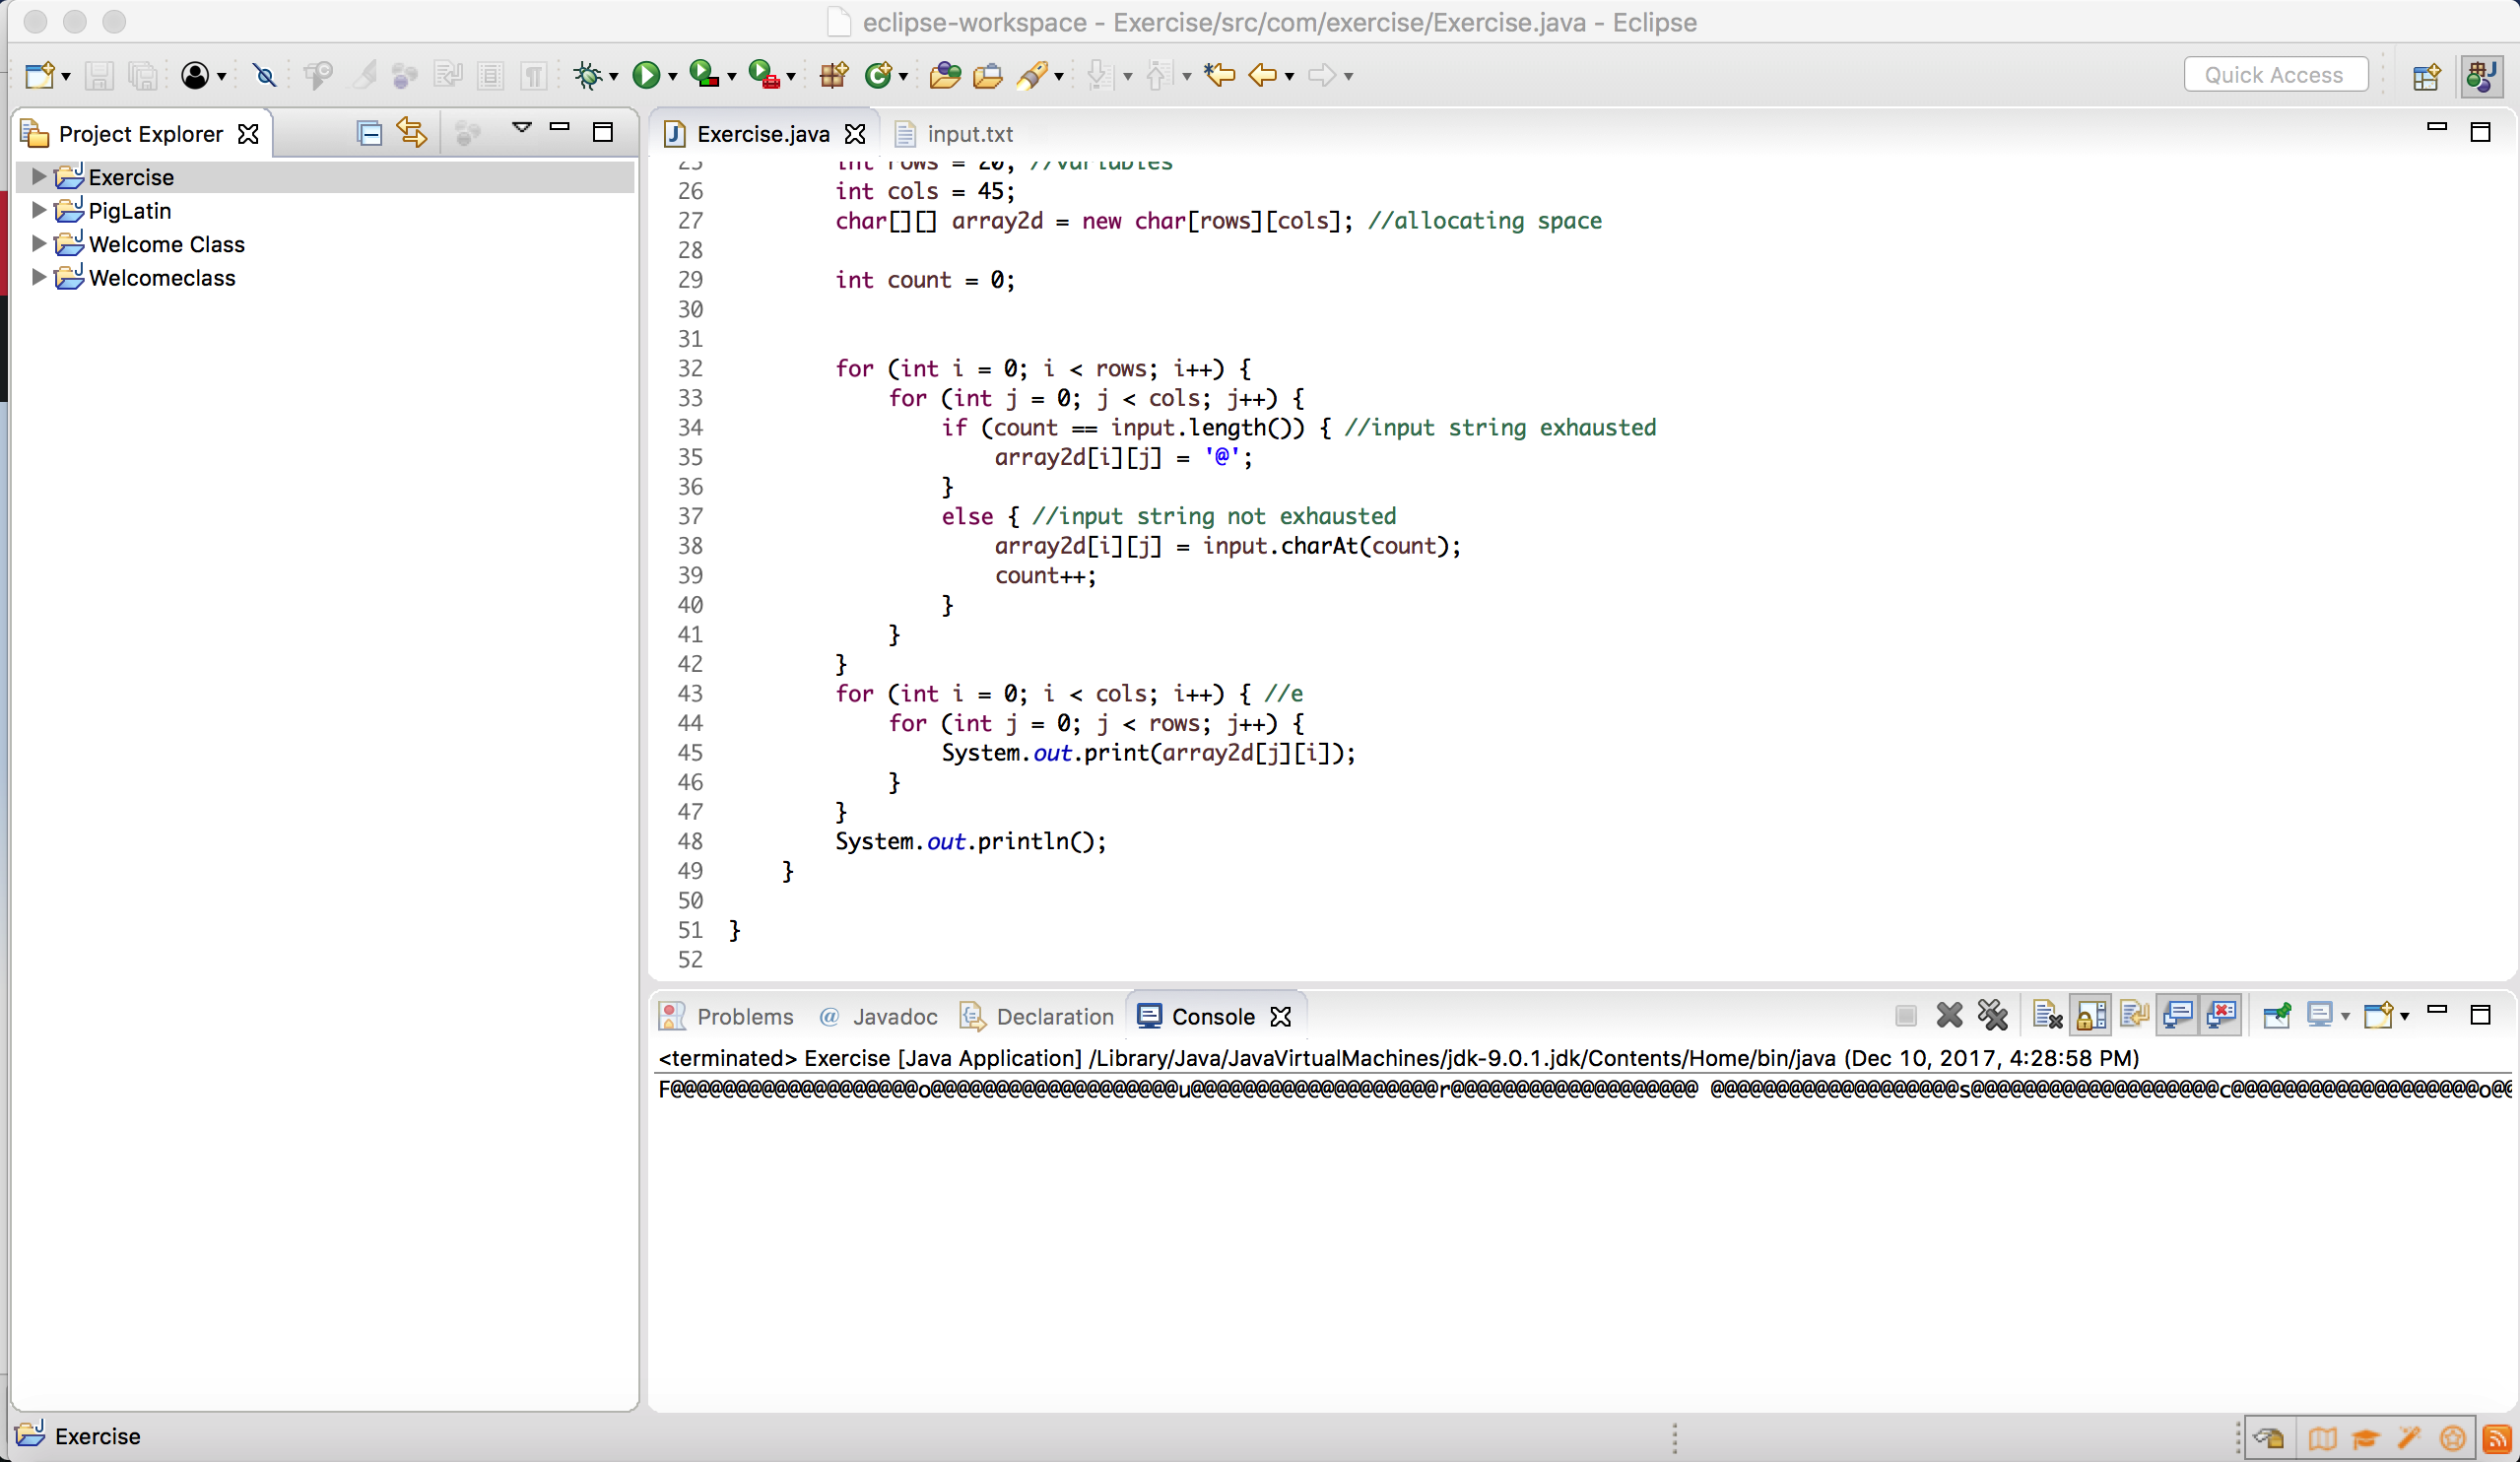 eclipse-workspace - Exercise/src/com/exercise/Exercise.java - Eclipse
Quick Access
Project Explorer
Exercise
PigLatin
Welcome Class
Welcomeclass
Exercise.java input.txt
25 int rows = 20; //variables
26 int cols = 45;
27 char[][] array2d = new char[rows][cols]; //allocating space
28
29 int count = 0;
30
31
32 for (int i = 0; i < rows; i++) {
33 for (int j = 0; j < cols; j++) {
34 if (count == input.length()) { //input string exhausted
35 array2d[i][j] = '@';
36 }
37 else { //input string not exhausted
38 array2d[i][j] = input.charAt(count);
39 count++;
40 }
41 }
42 }
43 for (int i = 0; i < cols; i++) { //e
44 for (int j = 0; j < rows; j++) {
45 System.out.print(array2d[j][i]);
46 }
47 }
48 System.out.println();
49 }
50
51 }
52
Problems @ Javadoc Declaration Console
<terminated> Exercise [Java Application] /Library/Java/JavaVirtualMachines/jdk-9.0.1.jdk/Contents/Home/bin/java (Dec 10, 2017, 4:28:58 PM)
F@@@@@@@@@@@@@@@@@@@o@@@@@@@@@@@@@@@@@@@u@@@@@@@@@@@@@@@@@@@r@@@@@@@@@@@@@@@@@@@ @@@@@@@@@@@@@@@@@@@s@@@@@@@@@@@@@@@@@@@c@@@@@@@@@@@@@@@@@@@o@@
Exercise